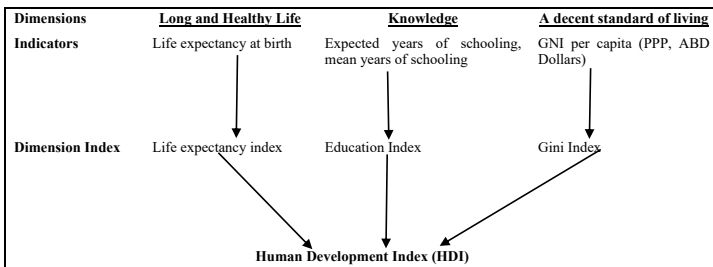 Dimensions Long and Healthy Life Knowledge A decent standard of living
Indicators Life expectancy at birth Expected years of schooling, GNI per capita (PPP, ABD
mean years of schooling Dollars)
Dimension Index Life expectancy index Education Index Gini Index
Human Development Index (HDI)